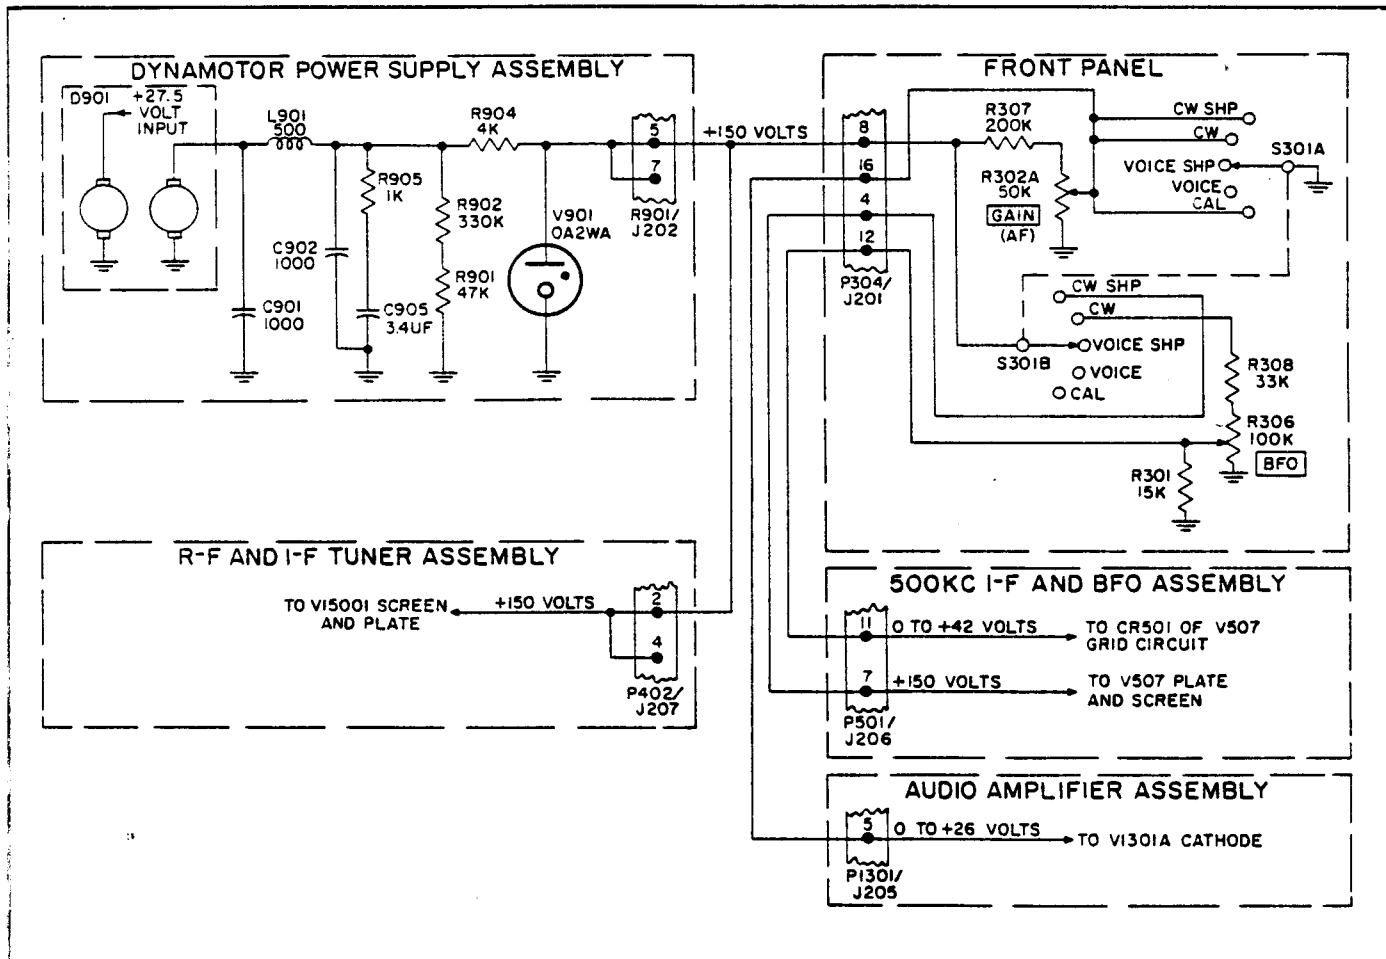 DYNAMOTOR POWER SUPPLY ASSEMBLY
D901
+27.5
VOLT
INPUT
L901
500
R904
4K
R905
1K
R902
330K
C902
1000
R901
47K
C901
1000
C905
3.4UF
V901
OA2WA
5
7
R901/
J202
+150 VOLTS
FRONT PANEL
8
16
4
12
P304/
J201
R307
200K
R302A
50K
GAIN
(AF)
CW SHP
CW
VOICE SHP
VOICE
CAL
S301A
CW SHP
CW
VOICE SHP
VOICE
CAL
S301B
R308
33K
R306
100K
BFO
R301
15K
R-F AND I-F TUNER ASSEMBLY
TO V15001 SCREEN
AND PLATE
+150 VOLTS
2
4
P402/
J207
500KC I-F AND BFO ASSEMBLY
11
0 TO +42 VOLTS
TO CR501 OF V507
GRID CIRCUIT
7
+150 VOLTS
TO V507 PLATE
AND SCREEN
P501/
J206
AUDIO AMPLIFIER ASSEMBLY
5
0 TO +26 VOLTS
TO V1301A CATHODE
P1301/
J205